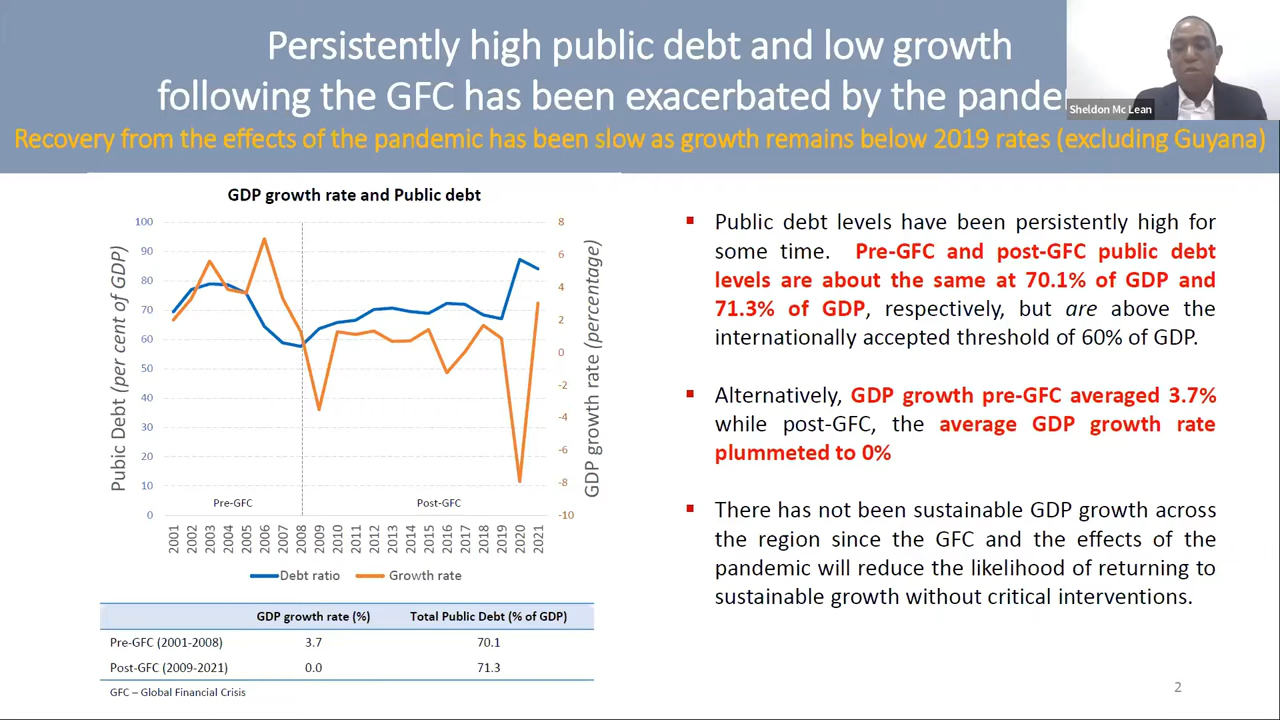 Persistently high public debt and low growth
following the GFC has been exacerbated by the pande
Sheldon Mc Lean
Recovery from the effects of the pandemic has been slow as growth remains below 2019 rates (excluding Guyana)
GDP growth rate and Public debt
Pubic Debt (per cent of GDP)
100
90
80
70
60
50
40
30
20
10
0
8
6
4
2
0
-2
-4
-6
-8
-10
GDP growth rate (percentage)
Pre-GFC
Post-GFC
2001
2002
2003
2004
2005
2006
2007
2008
2009
2010
2011
2012
2013
2014
2015
2016
2017
2018
2019
2020
2021
Debt ratio
Growth rate
GDP growth rate (%) Total Public Debt (% of GDP)
Pre-GFC (2001-2008) 3.7 70.1
Post-GFC (2009-2021) 0.0 71.3
GFC – Global Financial Crisis
▪ Public debt levels have been persistently high for
some time. Pre-GFC and post-GFC public debt
levels are about the same at 70.1% of GDP and
71.3% of GDP, respectively, but are above the
internationally accepted threshold of 60% of GDP.
▪ Alternatively, GDP growth pre-GFC averaged 3.7%
while post-GFC, the average GDP growth rate
plummeted to 0%
▪ There has not been sustainable GDP growth across
the region since the GFC and the effects of the
pandemic will reduce the likelihood of returning to
sustainable growth without critical interventions.
2